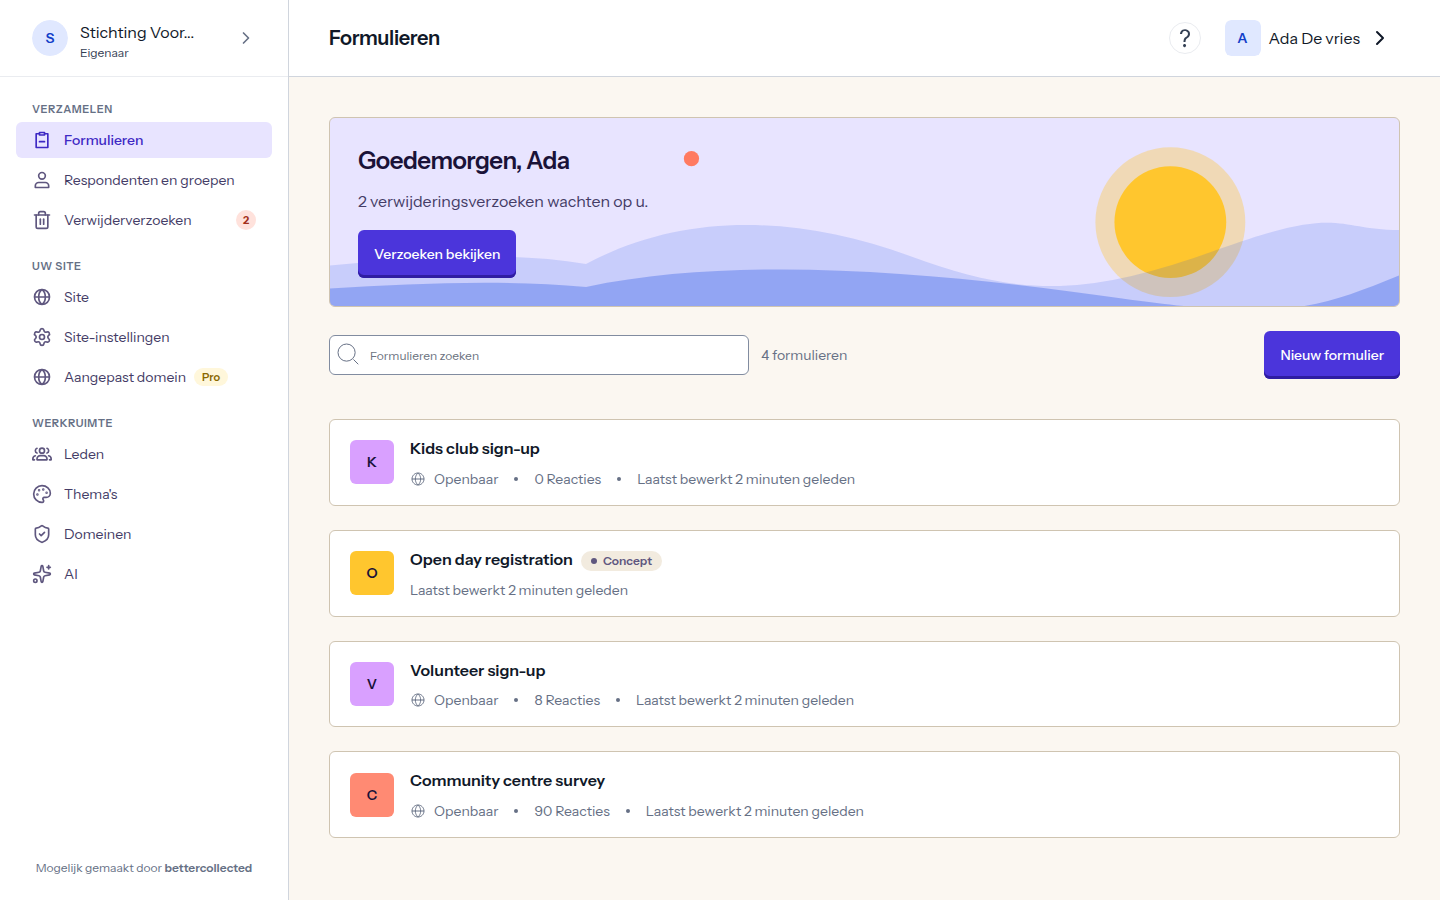 S
Stichting Voor...
Eigenaar
Formulieren
?
A
Ada De vries
VERZAMELEN
Formulieren
Respondenten en groepen
Verwijderverzoeken
2
UW SITE
Site
Site-instellingen
Aangepast domein
Pro
WERKRUIMTE
Leden
Thema's
Domeinen
AI
Mogelijk gemaakt door bettercollected
Goedemorgen, Ada
2 verwijderingsverzoeken wachten op u.
Verzoeken bekijken
Formulieren zoeken
4 formulieren
Nieuw formulier
K
Kids club sign-up
Openbaar • 0 Reacties • Laatst bewerkt 2 minuten geleden
O
Open day registration
Concept
Laatst bewerkt 2 minuten geleden
V
Volunteer sign-up
Openbaar • 8 Reacties • Laatst bewerkt 2 minuten geleden
C
Community centre survey
Openbaar • 90 Reacties • Laatst bewerkt 2 minuten geleden